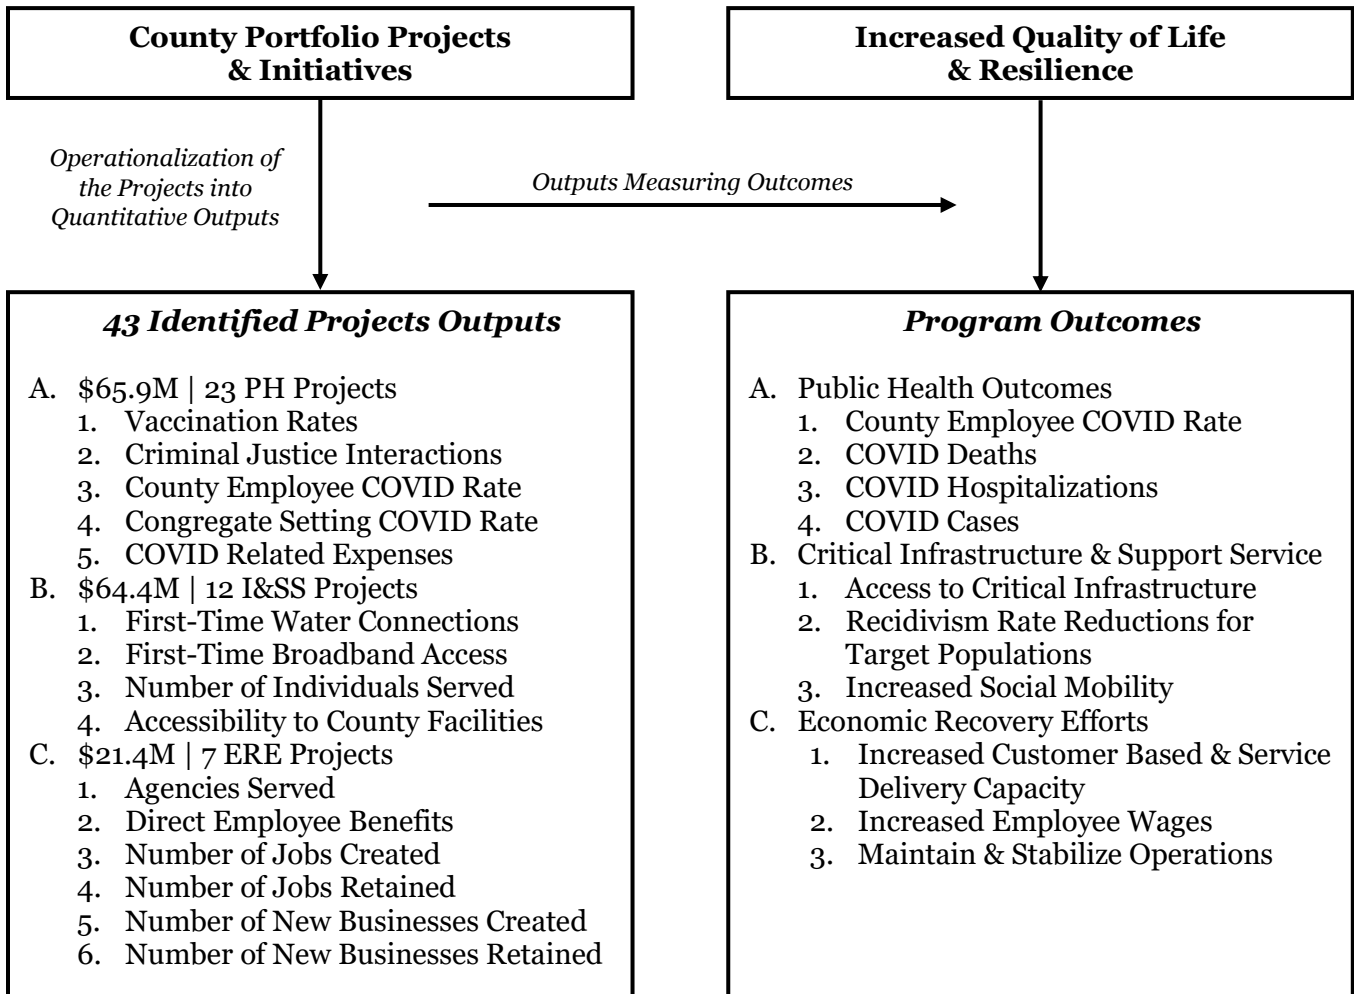 County Portfolio Projects
& Initiatives
Increased Quality of Life
& Resilience
Operationalization of
the Projects into
Quantitative Outputs
Outputs Measuring Outcomes
43 Identified Projects Outputs
A. $65.9M | 23 PH Projects
1. Vaccination Rates
2. Criminal Justice Interactions
3. County Employee COVID Rate
4. Congregate Setting COVID Rate
5. COVID Related Expenses
B. $64.4M | 12 I&SS Projects
1. First-Time Water Connections
2. First-Time Broadband Access
3. Number of Individuals Served
4. Accessibility to County Facilities
C. $21.4M | 7 ERE Projects
1. Agencies Served
2. Direct Employee Benefits
3. Number of Jobs Created
4. Number of Jobs Retained
5. Number of New Businesses Created
6. Number of New Businesses Retained
Program Outcomes
A. Public Health Outcomes
1. County Employee COVID Rate
2. COVID Deaths
3. COVID Hospitalizations
4. COVID Cases
B. Critical Infrastructure & Support Service
1. Access to Critical Infrastructure
2. Recidivism Rate Reductions for
Target Populations
3. Increased Social Mobility
C. Economic Recovery Efforts
1. Increased Customer Based & Service
Delivery Capacity
2. Increased Employee Wages
3. Maintain & Stabilize Operations